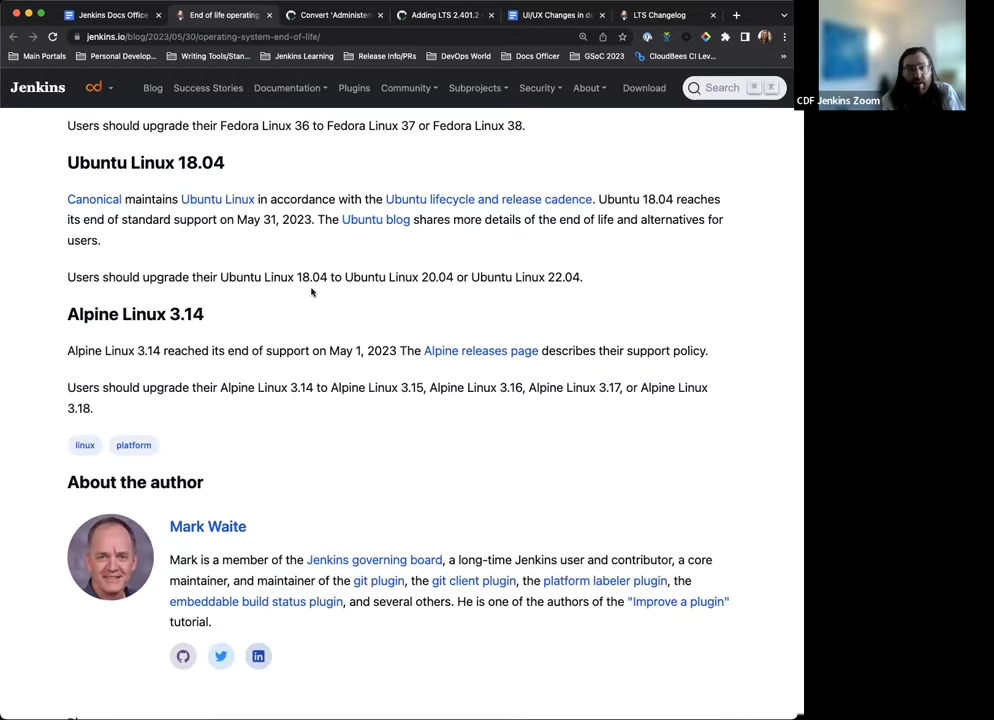 Jenkins Docs Office
End of life operating
Convert 'Administeri
Adding LTS 2.401.2
UI/UX Changes in do
LTS Changelog
jenkins.io/blog/2023/05/30/operating-system-end-of-life/
Main Portals
Personal Develop...
Writing Tools/Stan...
Jenkins Learning
Release Info/PRs
DevOps World
Docs Officer
GSoC 2023
CloudBees CI Lev...
»
Jenkins
cd
Blog
Success Stories
Documentation
Plugins
Community
Subprojects
Security
About
Download
Search
⌘
K
CDF Jenkins Zoom
Users should upgrade their Fedora Linux 36 to Fedora Linux 37 or Fedora Linux 38.
Ubuntu Linux 18.04
Canonical maintains Ubuntu Linux in accordance with the Ubuntu lifecycle and release cadence. Ubuntu 18.04 reaches
its end of standard support on May 31, 2023. The Ubuntu blog shares more details of the end of life and alternatives for
users.
Users should upgrade their Ubuntu Linux 18.04 to Ubuntu Linux 20.04 or Ubuntu Linux 22.04.
Alpine Linux 3.14
Alpine Linux 3.14 reached its end of support on May 1, 2023 The Alpine releases page describes their support policy.
Users should upgrade their Alpine Linux 3.14 to Alpine Linux 3.15, Alpine Linux 3.16, Alpine Linux 3.17, or Alpine Linux
3.18.
linux
platform
About the author
Mark Waite
Mark is a member of the Jenkins governing board, a long-time Jenkins user and contributor, a core
maintainer, and maintainer of the git plugin, the git client plugin, the platform labeler plugin, the
embeddable build status plugin, and several others. He is one of the authors of the "Improve a plugin"
tutorial.